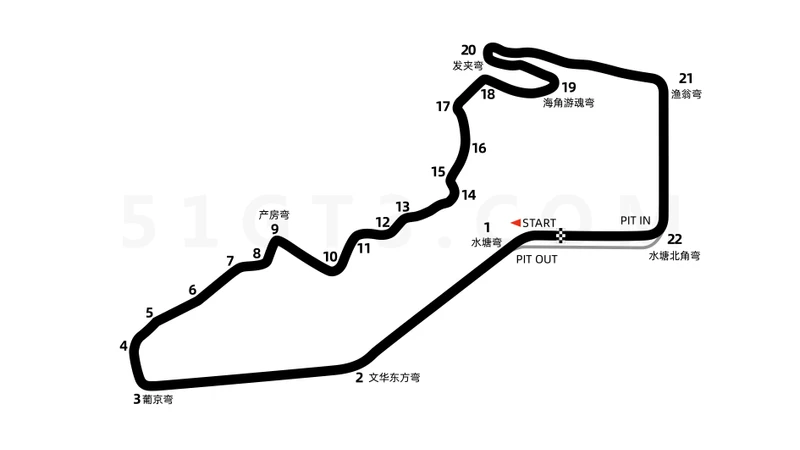 20
发夹弯
21
渔翁弯
19
海角游魂弯
18
17
16
15
14
13
12
11
10
产房弯
9
8
7
6
5
4
3 葡京弯
2 文华东方弯
1
水塘弯
START
PIT IN
22
水塘北角弯
PIT OUT
51GT3.COM